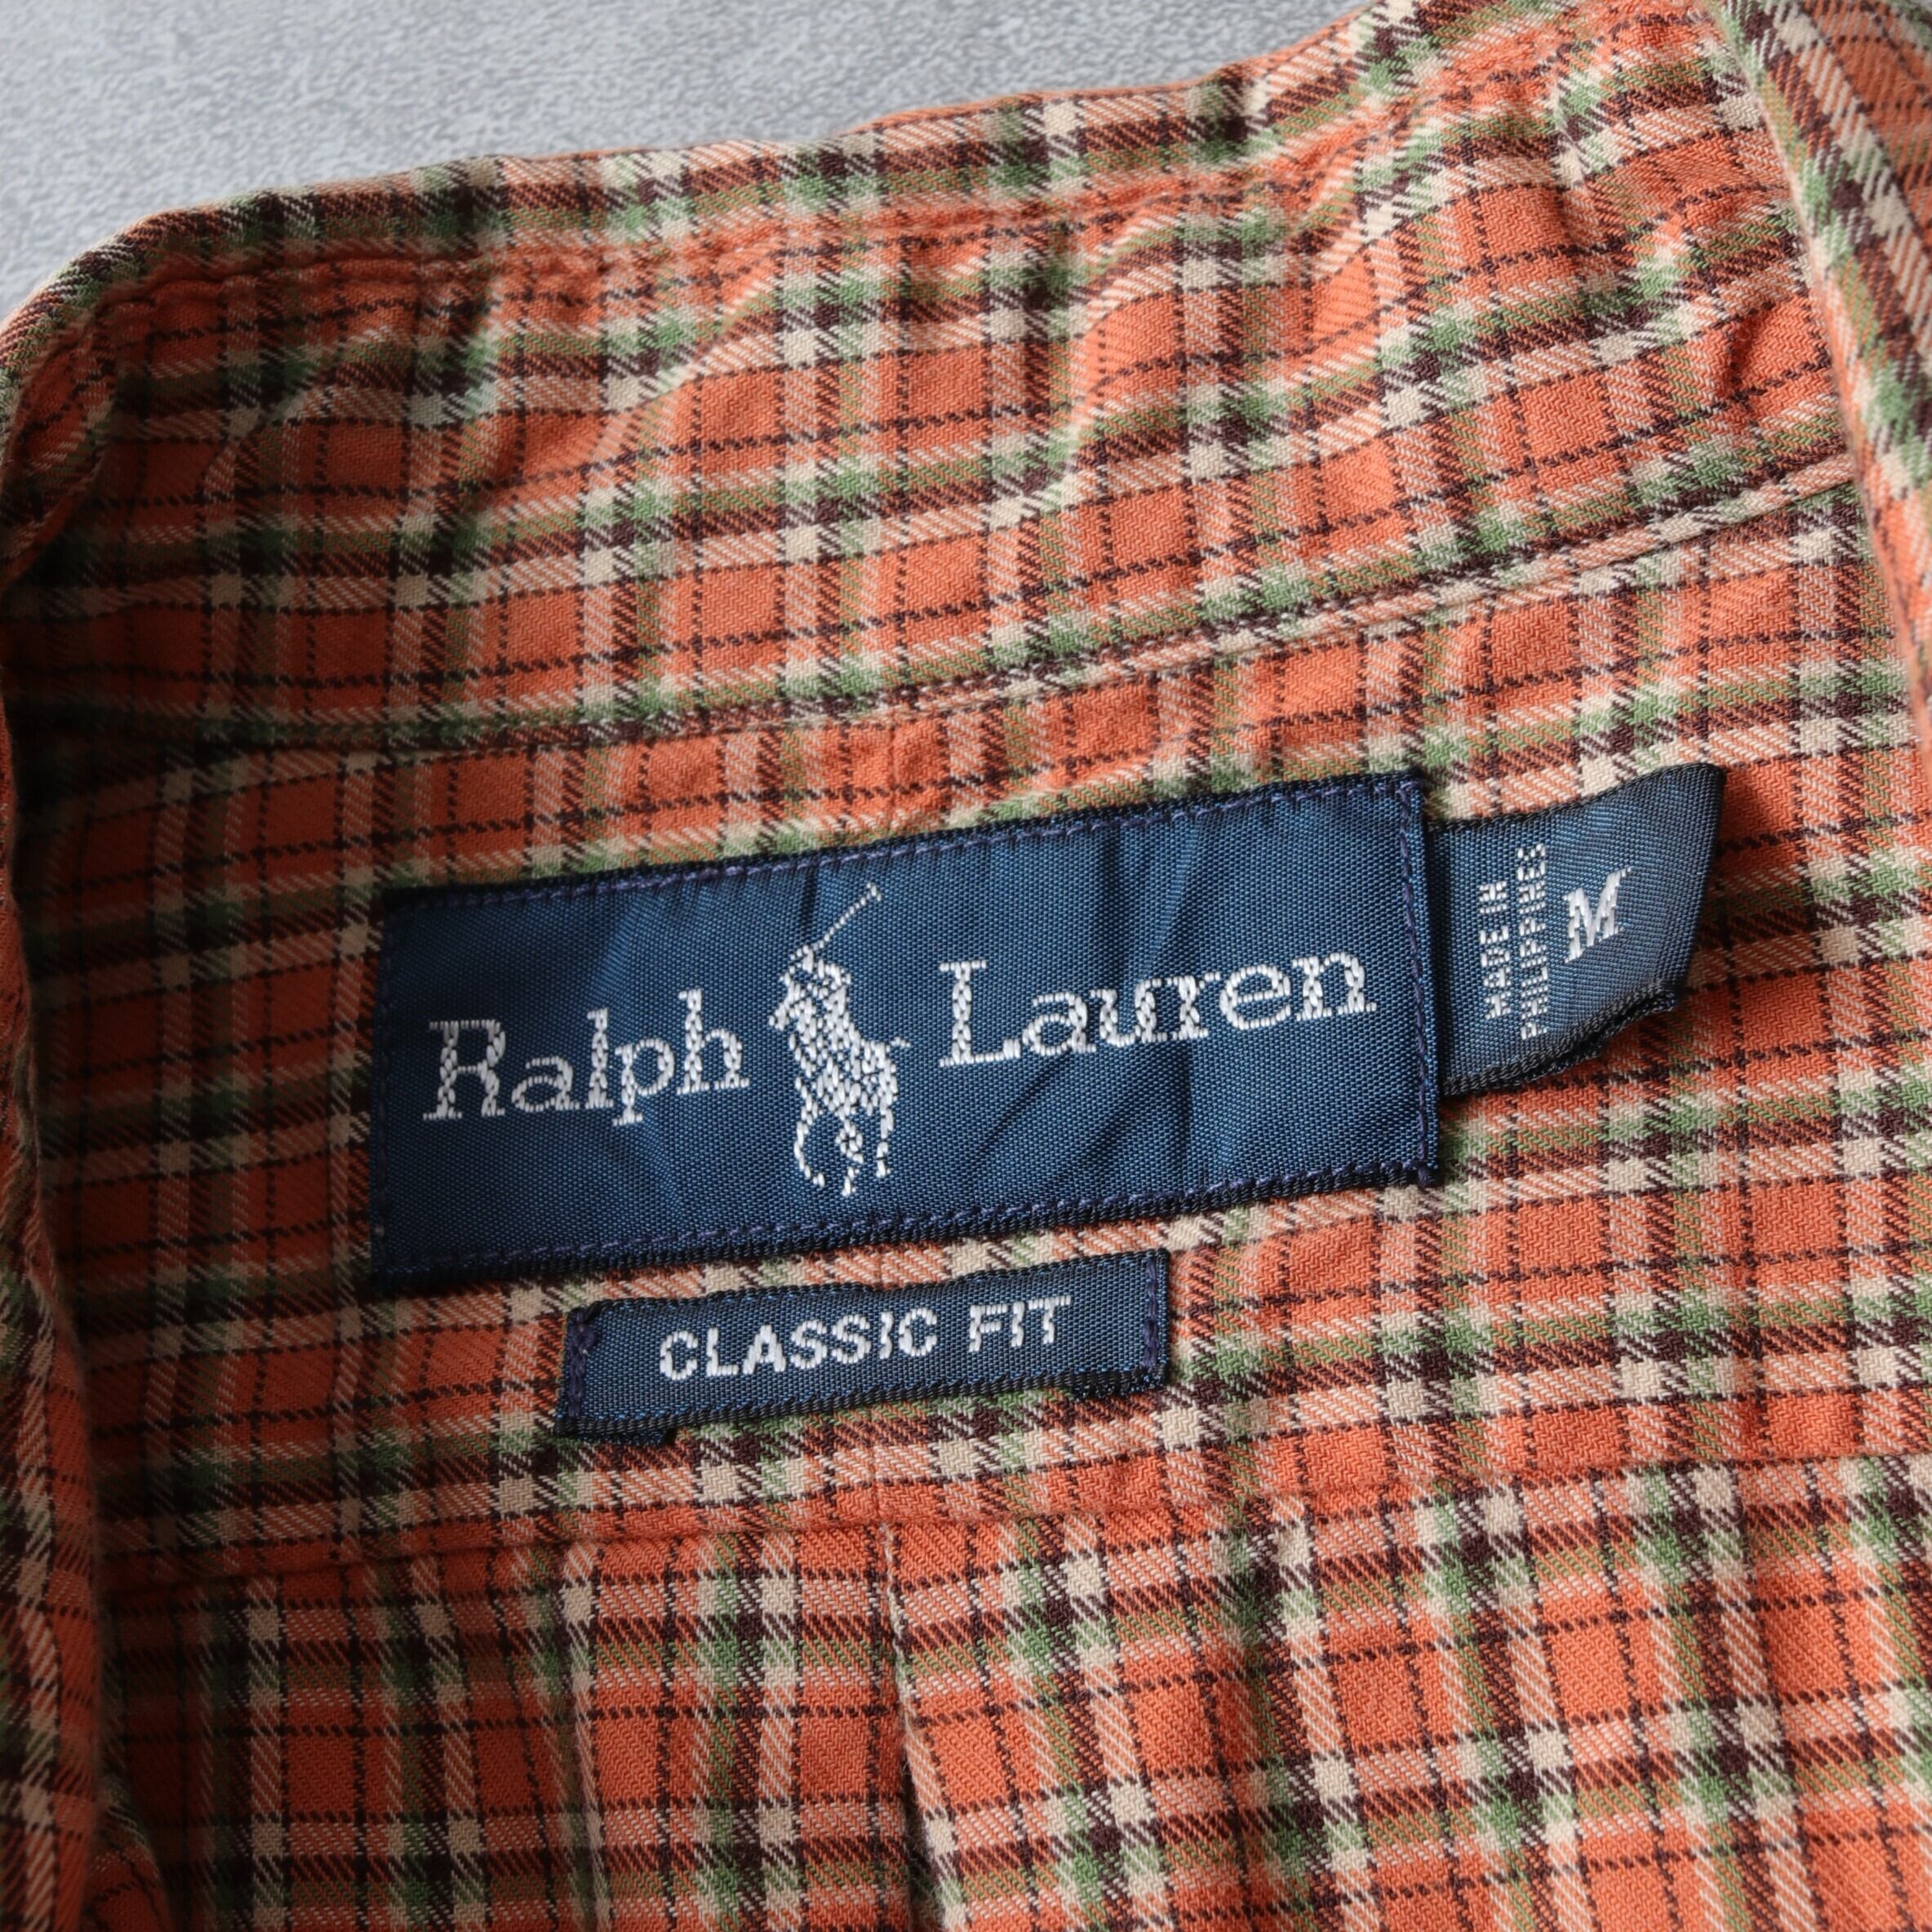 Ralph Lauren
MADE IN
PHILIPPINES
M
CLASSIC FIT